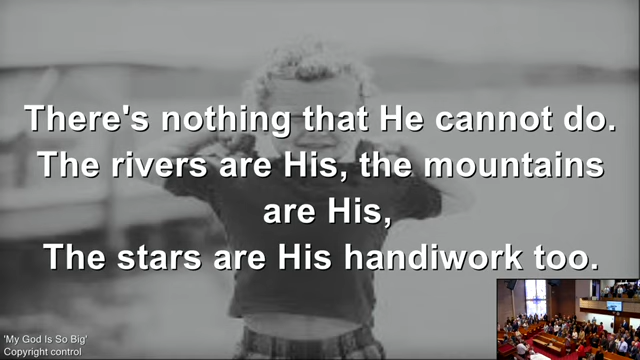 There's nothing that He cannot do.
The rivers are His, the mountains
are His,
The stars are His handiwork too.
'My God Is So Big'
Copyright control